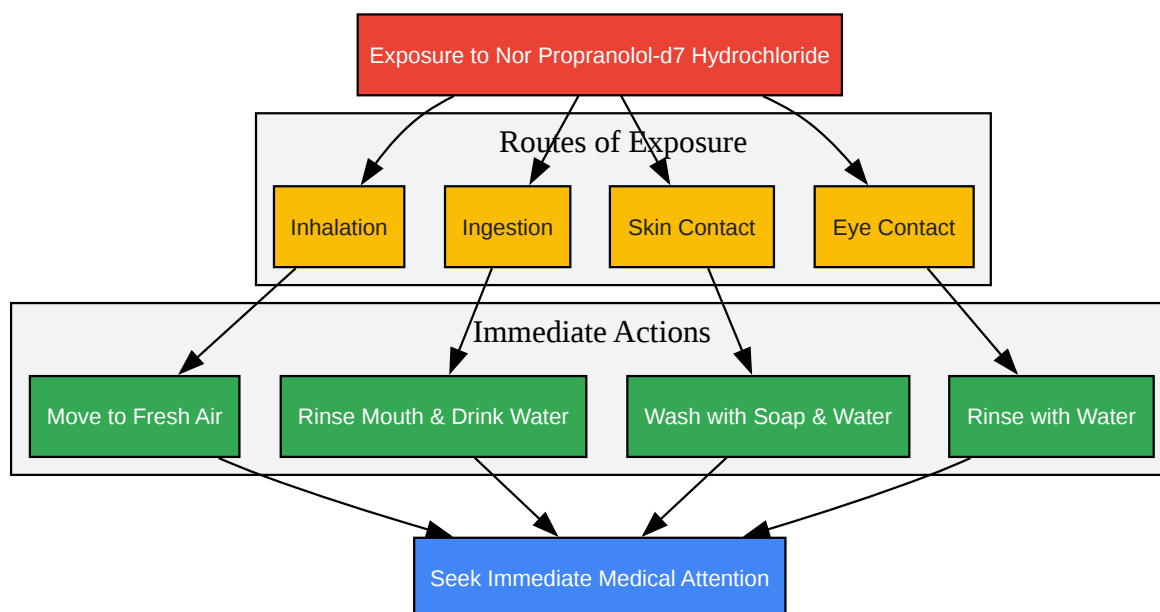 Exposure to Nor Propranolol-d7 Hydrochloride
Routes of Exposure
Inhalation
Ingestion
Skin Contact
Eye Contact
Immediate Actions
Move to Fresh Air
Rinse Mouth & Drink Water
Wash with Soap & Water
Rinse with Water
Seek Immediate Medical Attention